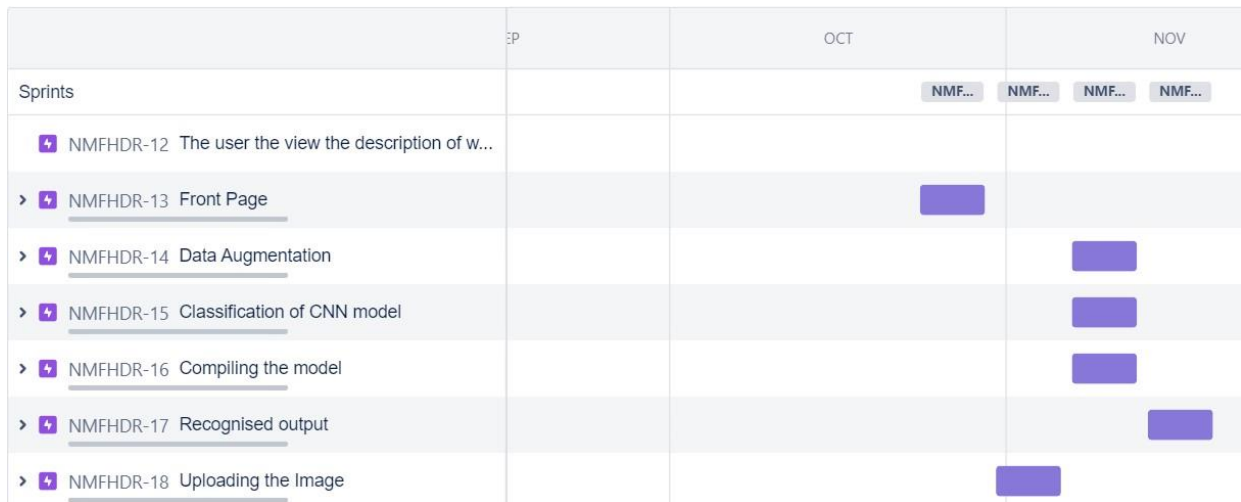 EP OCT NOV
Sprints NMF... NMF... NMF... NMF...
NMFHDR-12 The user the view the description of w...
NMFHDR-13 Front Page
NMFHDR-14 Data Augmentation
NMFHDR-15 Classification of CNN model
NMFHDR-16 Compiling the model
NMFHDR-17 Recognised output
NMFHDR-18 Uploading the Image